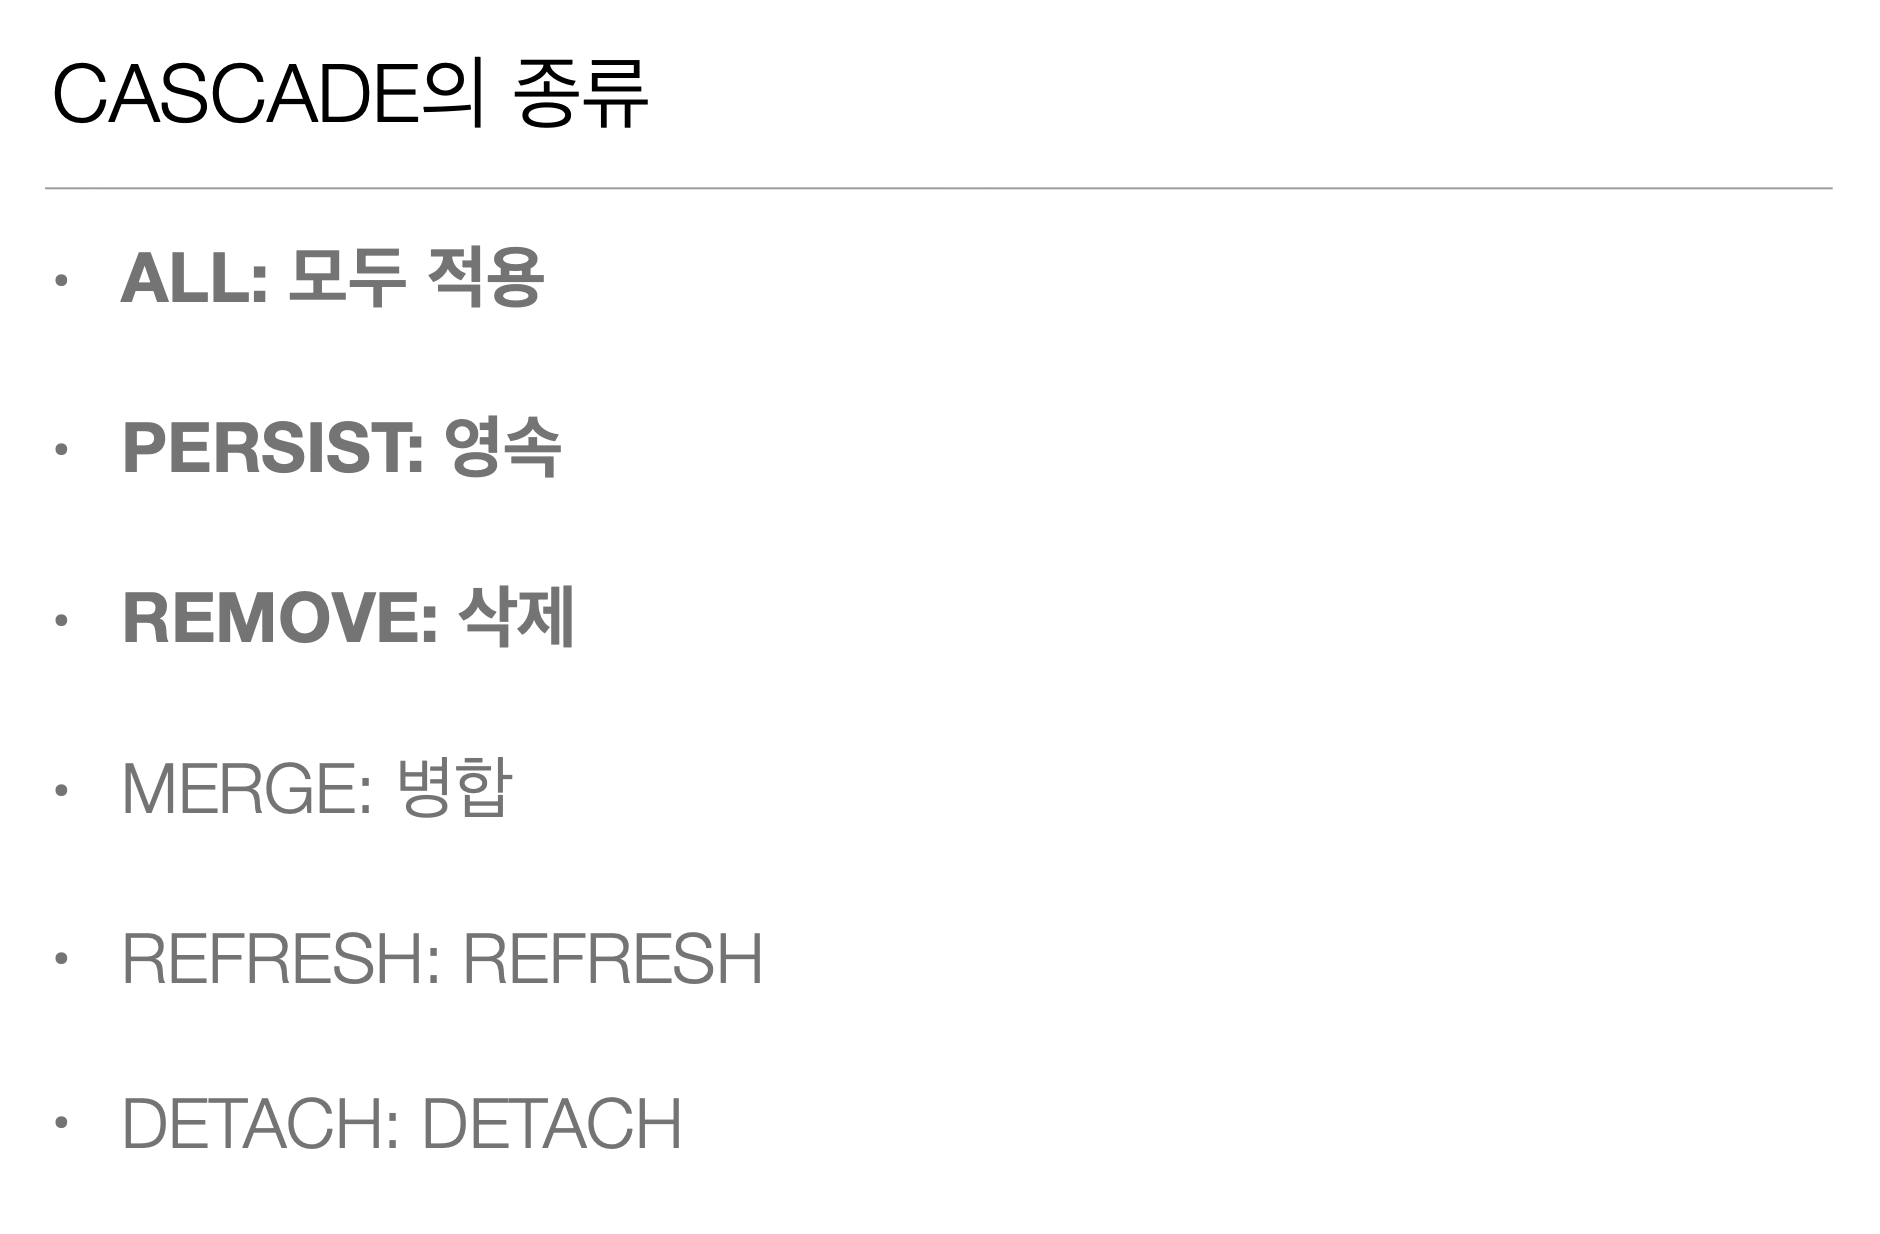 CASCADE의 종류
• ALL: 모두 적용
• PERSIST: 영속
• REMOVE: 삭제
• MERGE: 병합
• REFRESH: REFRESH
• DETACH: DETACH